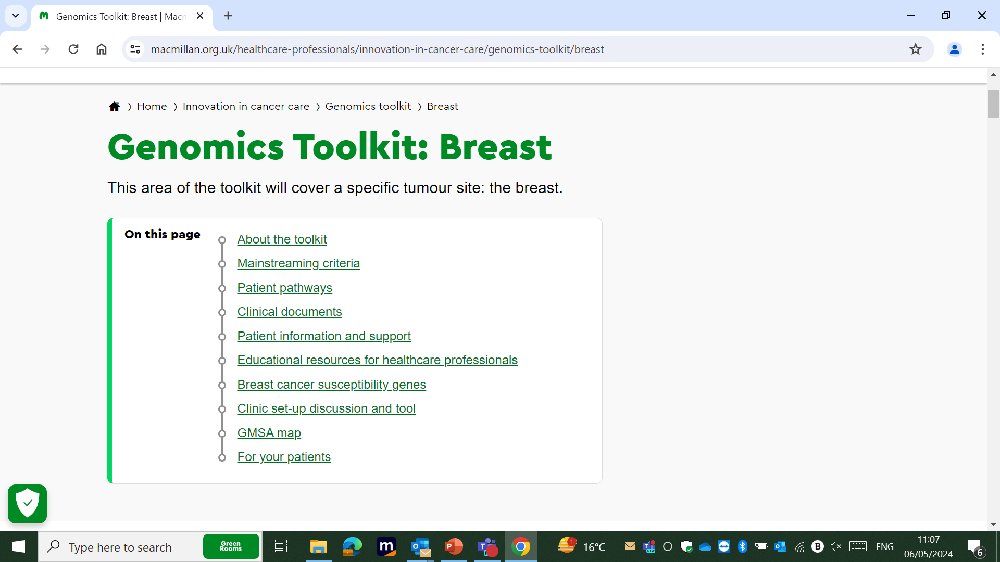 Genomics Toolkit: Breast | Macm
macmillan.org.uk/healthcare-professionals/innovation-in-cancer-care/genomics-toolkit/breast
Home
Innovation in cancer care
Genomics toolkit
Breast
Genomics Toolkit: Breast
This area of the toolkit will cover a specific tumour site: the breast.
On this page
About the toolkit
Mainstreaming criteria
Patient pathways
Clinical documents
Patient information and support
Educational resources for healthcare professionals
Breast cancer susceptibility genes
Clinic set-up discussion and tool
GMSA map
For your patients
Type here to search
Green
Rooms
m
1
16°C
NEW
B
ENG
11:07
06/05/2024
6